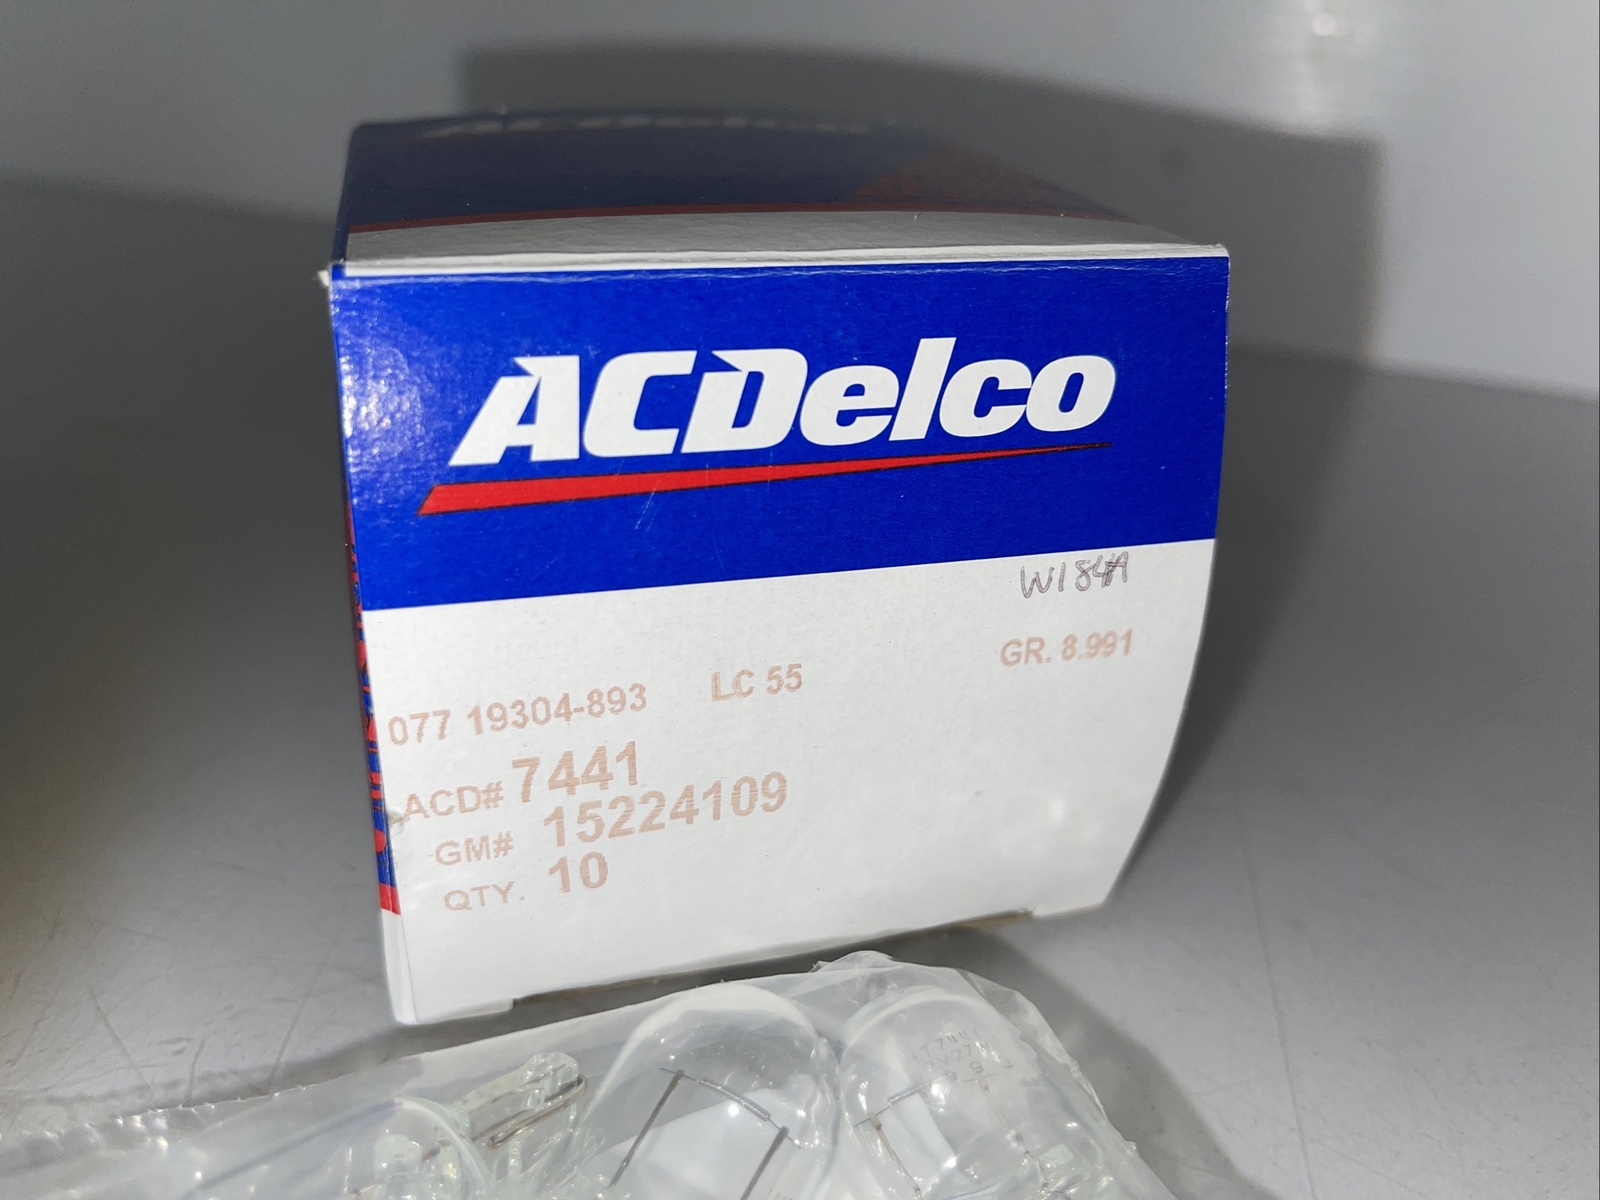 ACDelco
W184A
GR. 8.991
077 19304-893 LC 55
ACD# 7441
GM# 15224109
QTY. 10